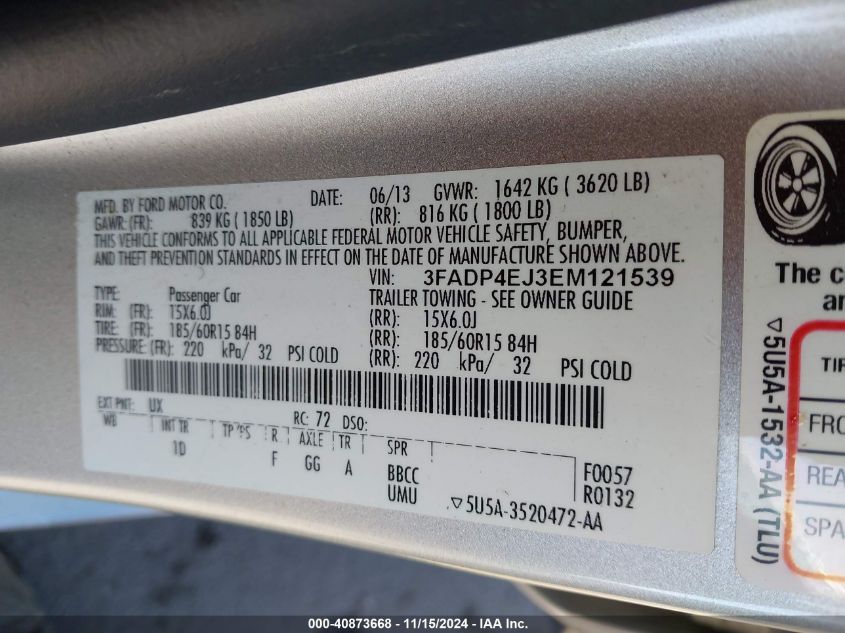 MFD. BY FORD MOTOR CO. DATE: 06/13 GVWR: 1642 KG ( 3620 LB)
GAWR: (FR): 839 KG ( 1850 LB) (RR): 816 KG ( 1800 LB)
THIS VEHICLE CONFORMS TO ALL APPLICABLE FEDERAL MOTOR VEHICLE SAFETY, BUMPER,
AND THEFT PREVENTION STANDARDS IN EFFECT ON THE DATE OF MANUFACTURE SHOWN ABOVE.
VIN: 3FADP4EJ3EM121539
TYPE: Passenger Car TRAILER TOWING - SEE OWNER GUIDE
RIM: (FR): 15X6.0J (RR): 15X6.0J
TIRE: (FR): 185/60R15 84H (RR): 185/60R15 84H
PRESSURE: (FR): 220 kPa/ 32 PSI COLD (RR): 220 kPa/ 32 PSI COLD
EXT PNT: UX RC: 72 DSO:
WB INT TR TP/PS R AXLE TR SPR
1D F GG A BBCC F0057
UMU R0132
▽5U5A-3520472-AA
▽5U5A-1532-AA (TLU)
The c
an
TIR
FRO
REA
SPA
000-40873668 - 11/15/2024 - IAA Inc.